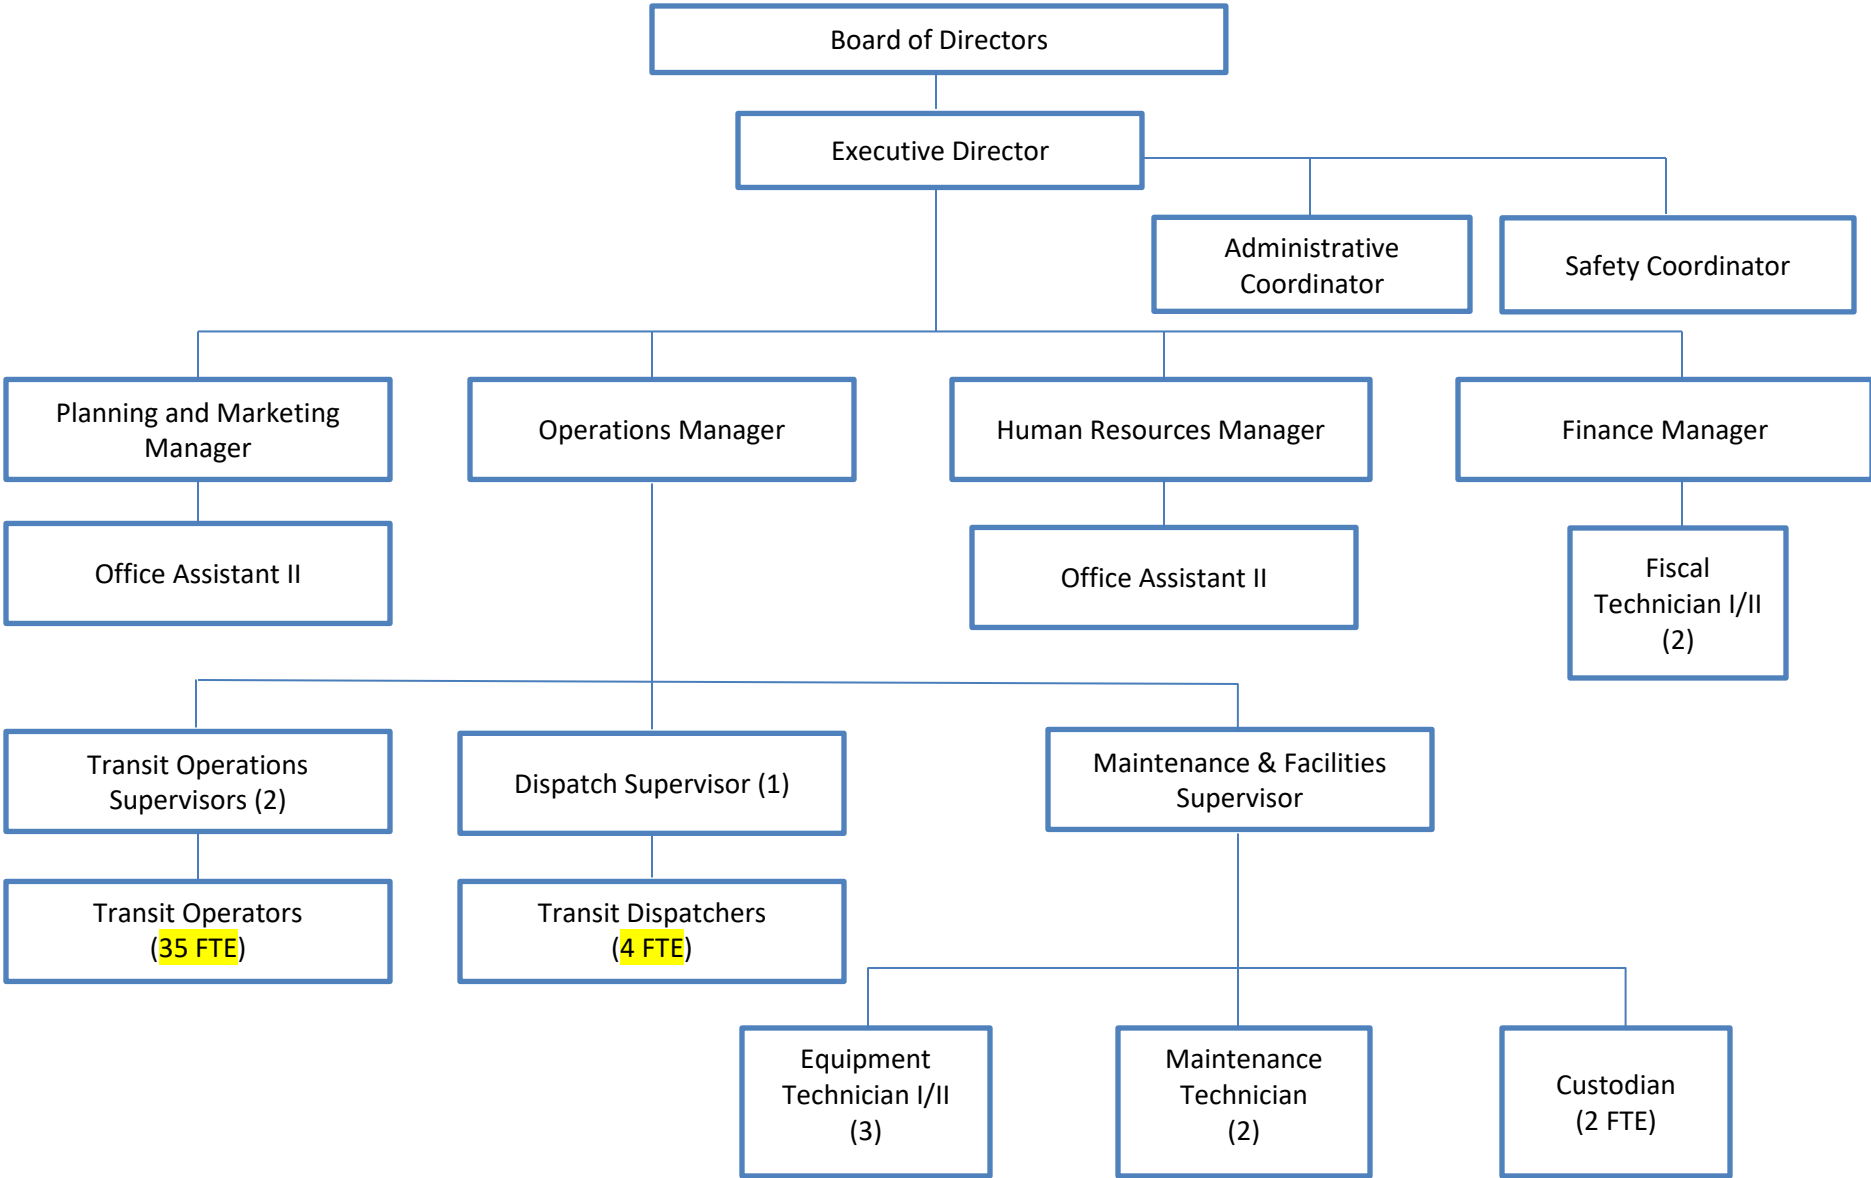 Board of Directors
Executive Director
Administrative
Coordinator
Safety Coordinator
Planning and Marketing
Manager
Operations Manager
Human Resources Manager
Finance Manager
Office Assistant II
Office Assistant II
Fiscal
Technician I/II
(2)
Transit Operations
Supervisors (2)
Dispatch Supervisor (1)
Maintenance & Facilities
Supervisor
Transit Operators
(35 FTE)
Transit Dispatchers
(4 FTE)
Equipment
Technician I/II
(3)
Maintenance
Technician
(2)
Custodian
(2 FTE)